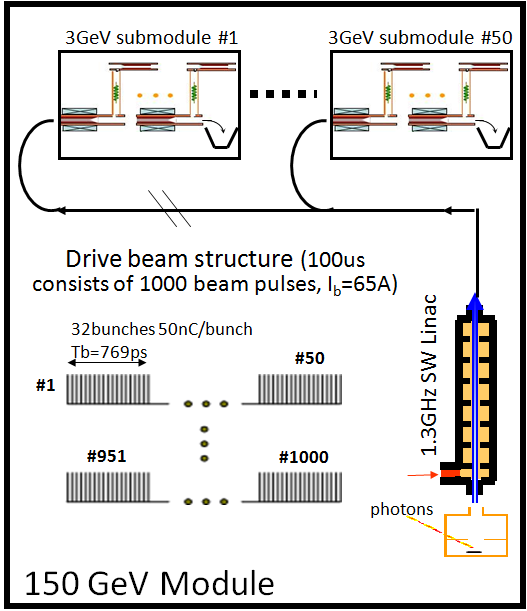 3GeV submodule #1
3GeV submodule #50
Drive beam structure (100us
consists of 1000 beam pulses, Ib=65A)
32bunches 50nC/bunch
Tb=769ps
#1
#50
#951
#1000
1.3GHz SW Linac
photons
150 GeV Module